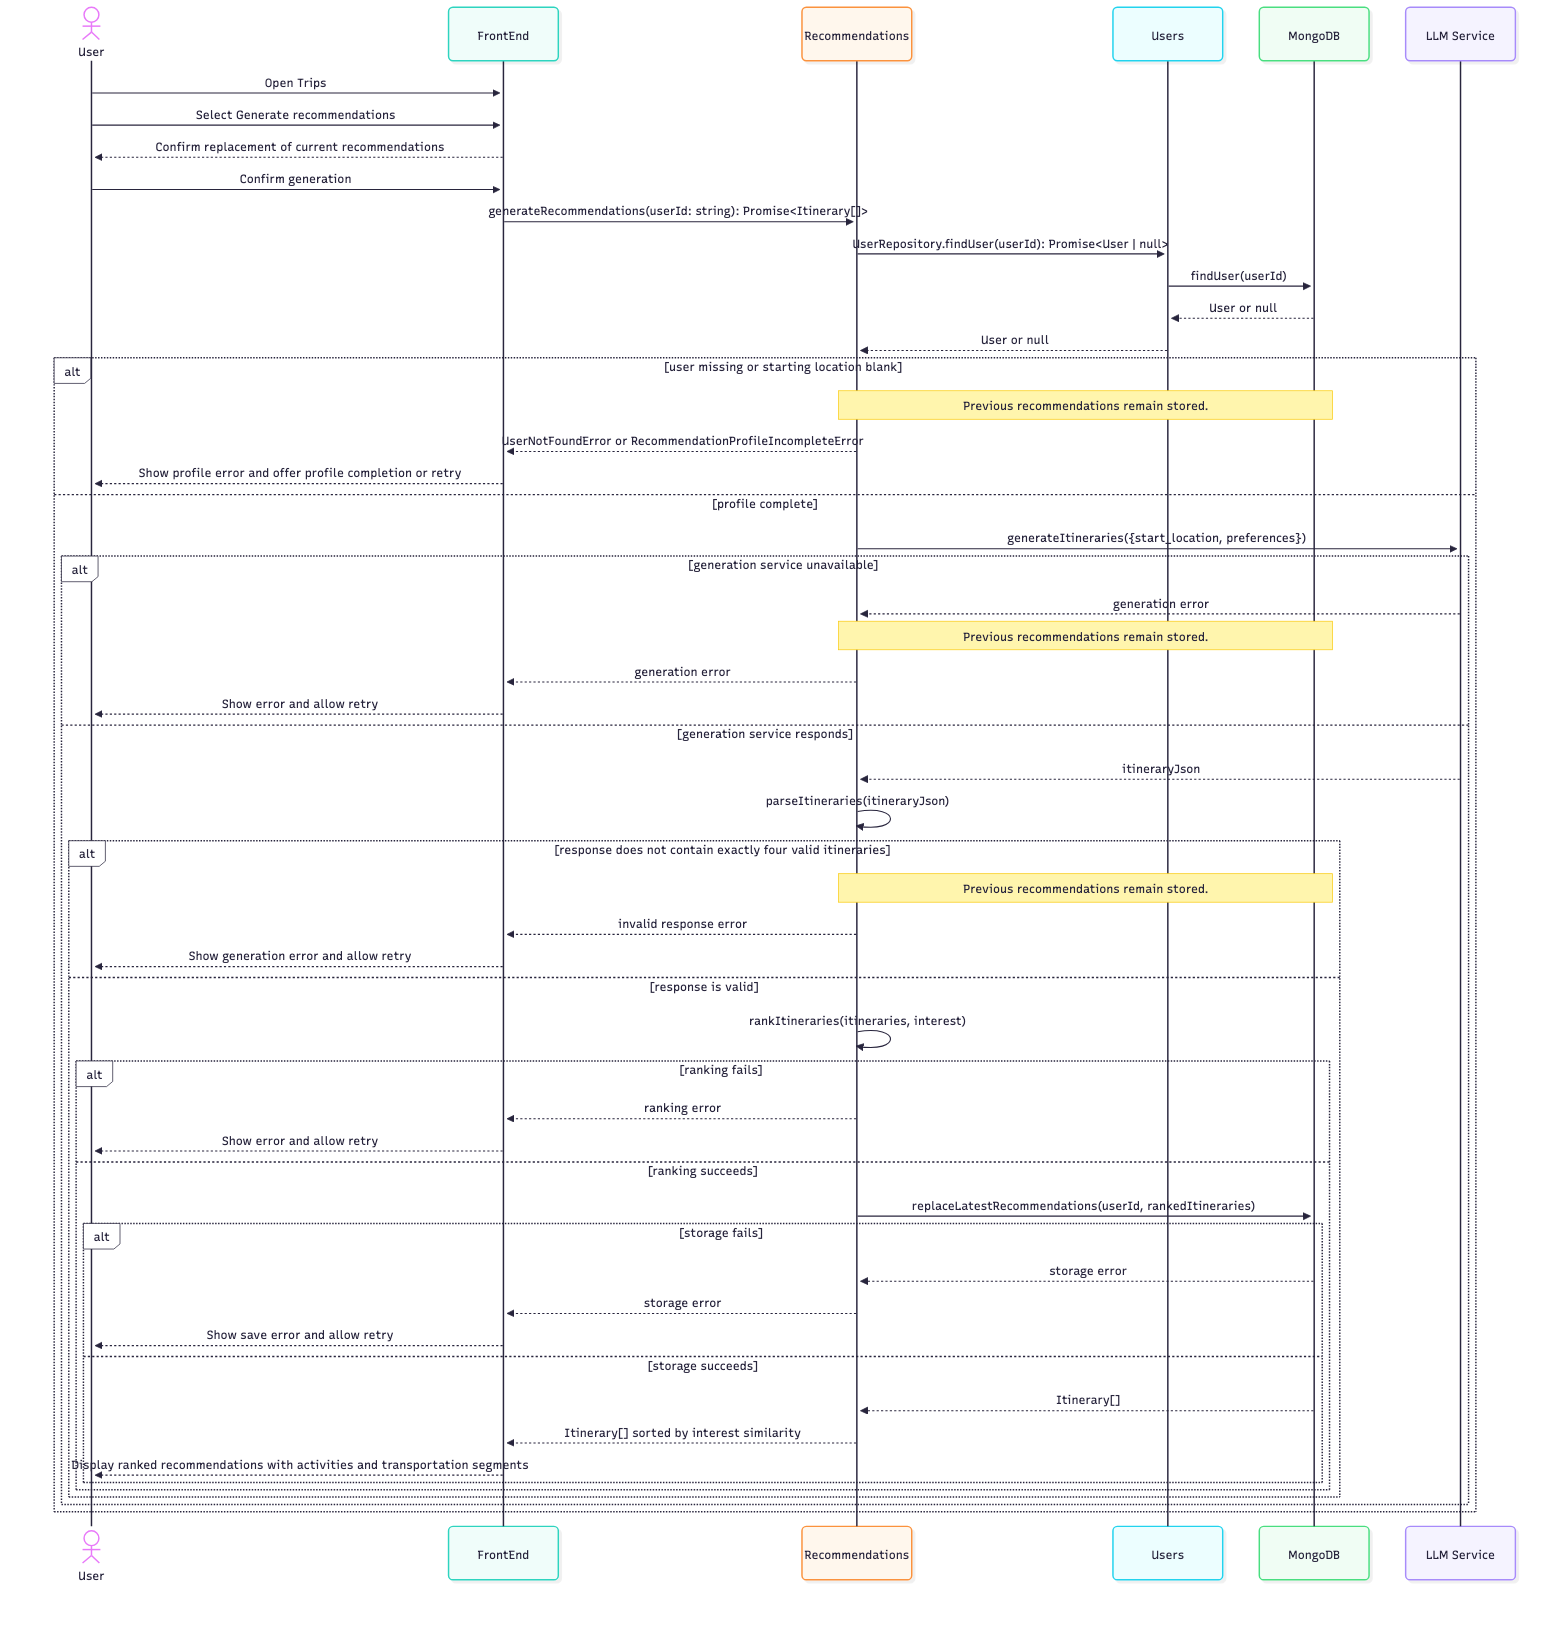 User
FrontEnd
Recommendations
Users
MongoDB
LLM Service
Open Trips
Select Generate recommendations
Confirm replacement of current recommendations
Confirm generation
generateRecommendations(userId: string): Promise<Itinerary[]>
UserRepository.findUser(userId): Promise<User | null>
findUser(userId)
User or null
User or null
alt
[user missing or starting location blank]
Previous recommendations remain stored.
UserNotFoundError or RecommendationProfileIncompleteError
Show profile error and offer profile completion or retry
[profile complete]
generateItineraries({start_location, preferences})
alt
[generation service unavailable]
generation error
Previous recommendations remain stored.
generation error
Show error and allow retry
[generation service responds]
itineraryJson
parseItineraries(itineraryJson)
alt
[response does not contain exactly four valid itineraries]
Previous recommendations remain stored.
invalid response error
Show generation error and allow retry
[response is valid]
rankItineraries(itineraries, interest)
alt
[ranking fails]
ranking error
Show error and allow retry
[ranking succeeds]
replaceLatestRecommendations(userId, rankedItineraries)
alt
[storage fails]
storage error
storage error
Show save error and allow retry
[storage succeeds]
Itinerary[]
Itinerary[] sorted by interest similarity
Display ranked recommendations with activities and transportation segments
User
FrontEnd
Recommendations
Users
MongoDB
LLM Service